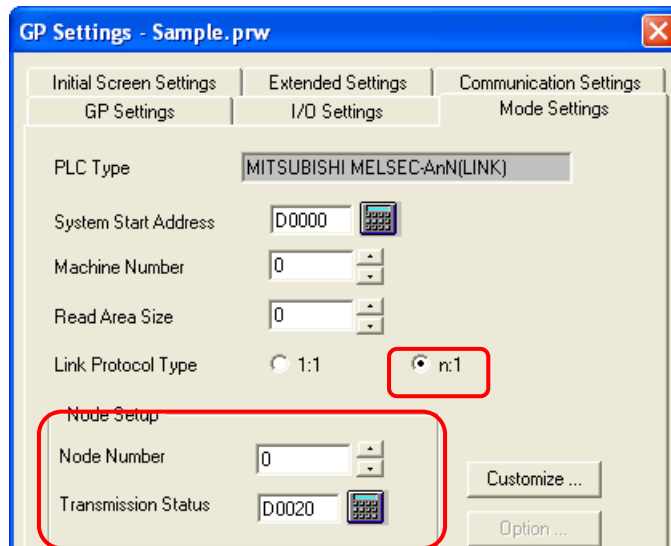 GP Settings - Sample.prw
Initial Screen Settings Extended Settings Communication Settings
GP Settings I/O Settings Mode Settings
PLC Type MITSUBISHI MELSEC-AnN(LINK)
System Start Address D0000
Machine Number 0
Read Area Size 0
Link Protocol Type 1:1 n:1
Node Setup
Node Number 0
Customize ...
Transmission Status D0020
Option ...